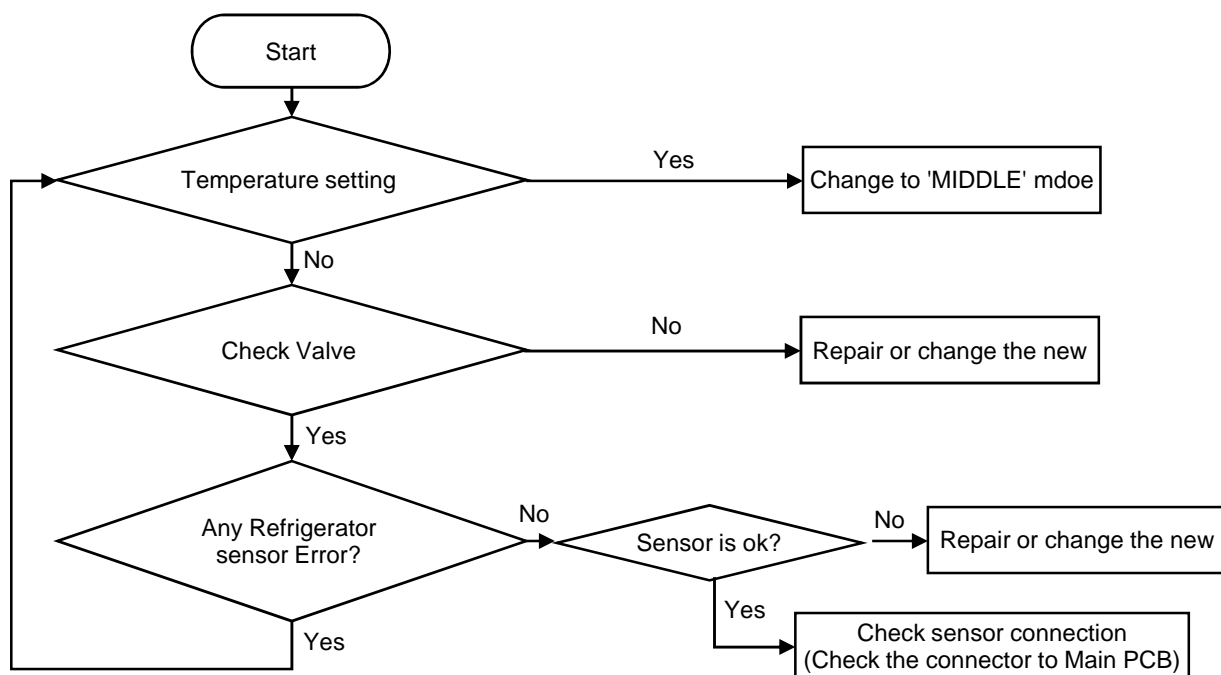 Start
Temperature setting
Yes
Change to 'MIDDLE' mdoe
No
Check Valve
No
Repair or change the new
Yes
Any Refrigerator
sensor Error?
No
Sensor is ok?
No
Repair or change the new
Yes
Yes
Check sensor connection
(Check the connector to Main PCB)